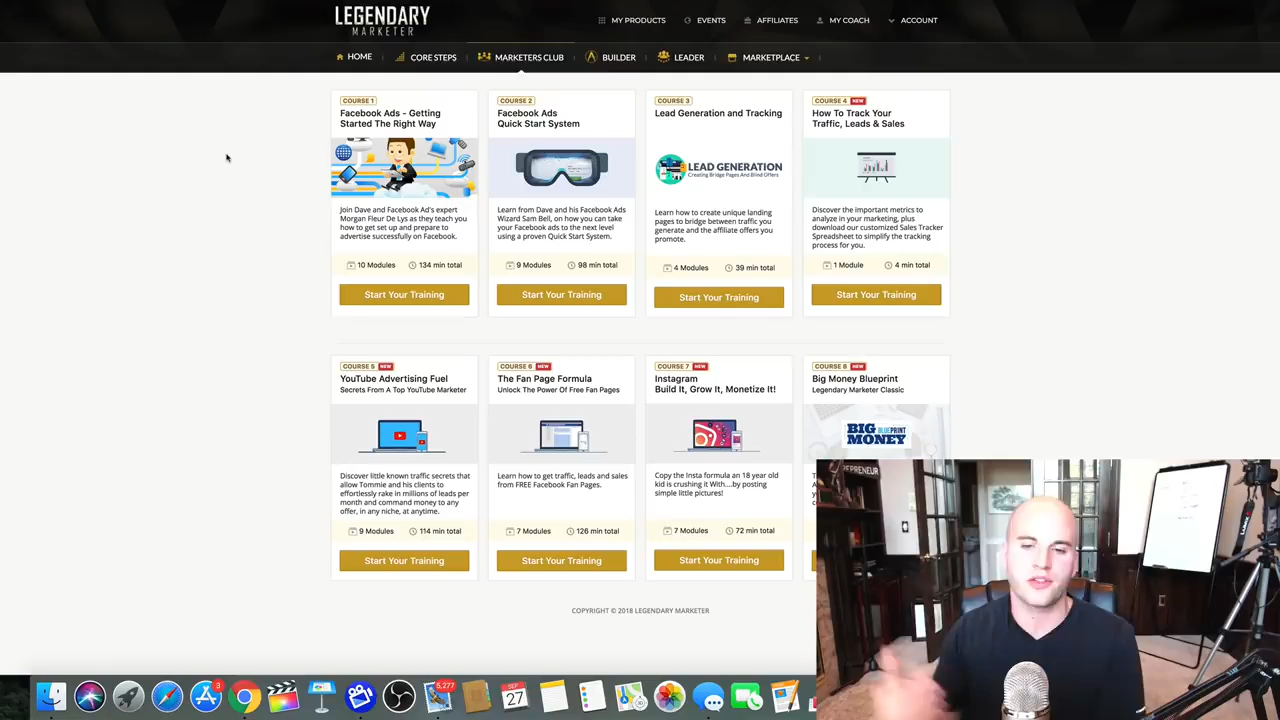 LEGENDARY
MARKETER
MY PRODUCTS EVENTS AFFILIATES MY COACH ACCOUNT
HOME CORE STEPS MARKETERS CLUB BUILDER LEADER MARKETPLACE
COURSE 1
Facebook Ads - Getting
Started The Right Way
Join Dave and Facebook Ad's expert
Morgan Fleur De Lys as they teach you
how to get set up and prepare to
advertise successfully on Facebook.
10 Modules 134 min total
Start Your Training
COURSE 2
Facebook Ads
Quick Start System
Learn from Dave and his Facebook Ads
Wizard Sam Bell, on how you can take
your Facebook ads to the next level
using a proven Quick Start System.
9 Modules 98 min total
Start Your Training
COURSE 3
Lead Generation and Tracking
LEAD GENERATION
Creating Bridge Pages And Blind Offers
Learn how to create unique landing
pages to bridge between traffic you
generate and the affiliate offers you
promote.
4 Modules 39 min total
Start Your Training
COURSE 4 NEW
How To Track Your
Traffic, Leads & Sales
Discover the important metrics to
analyze in your marketing, plus
download our customized Sales Tracker
Spreadsheet to simplify the tracking
process for you.
1 Module 4 min total
Start Your Training
COURSE 5 NEW
YouTube Advertising Fuel
Secrets From A Top YouTube Marketer
Discover little known traffic secrets that
allow Tommie and his clients to
effortlessly rake in millions of leads per
month and command money to any
offer, in any niche, at anytime.
9 Modules 114 min total
Start Your Training
COURSE 6 NEW
The Fan Page Formula
Unlock The Power Of Free Fan Pages
Learn how to get traffic, leads and sales
from FREE Facebook Fan Pages.
7 Modules 126 min total
Start Your Training
COURSE 7 NEW
Instagram
Build It, Grow It, Monetize It!
Copy the Insta formula an 18 year old
kid is crushing it With....by posting
simple little pictures!
7 Modules 72 min total
Start Your Training
COURSE 8 NEW
Big Money Blueprint
Legendary Marketer Classic
BIG BLUEPRINT
MONEY
COPYRIGHT © 2018 LEGENDARY MARKETER
3
5,277
SEP
27